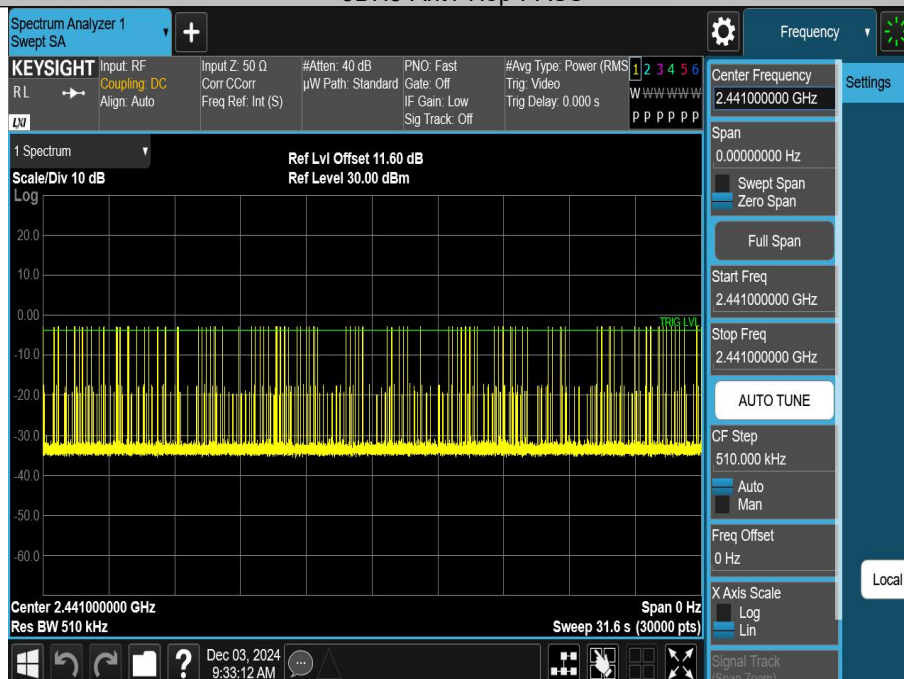 Spectrum Analyzer 1
Swept SA
Frequency
KEYSIGHT
R L
LXI
Input: RF
Coupling: DC
Align: Auto
Input Z: 50 Ω
Corr CCorr
Freq Ref: Int (S)
#Atten: 40 dB
µW Path: Standard
PNO: Fast
Gate: Off
IF Gain: Low
Sig Track: Off
#Avg Type: Power (RMS
Trig: Video
Trig Delay: 0.000 s
1 2 3 4 5 6
W W W W W W
P P P P P P
Center Frequency
2.441000000 GHz
Settings
Span
0.00000000 Hz
Swept Span
Zero Span
Full Span
Start Freq
2.441000000 GHz
Stop Freq
2.441000000 GHz
AUTO TUNE
CF Step
510.000 kHz
Auto
Man
Freq Offset
0 Hz
X Axis Scale
Log
Lin
Signal Track
(Span Zoom)
Local
1 Spectrum
Scale/Div 10 dB
Ref Lvl Offset 11.60 dB
Ref Level 30.00 dBm
Log
20.0
10.0
0.00
TRIG LVL
-10.0
-20.0
-30.0
-40.0
-50.0
-60.0
Center 2.441000000 GHz
Span 0 Hz
Res BW 510 kHz
Sweep 31.6 s (30000 pts)
?
Dec 03, 2024
9:33:12 AM